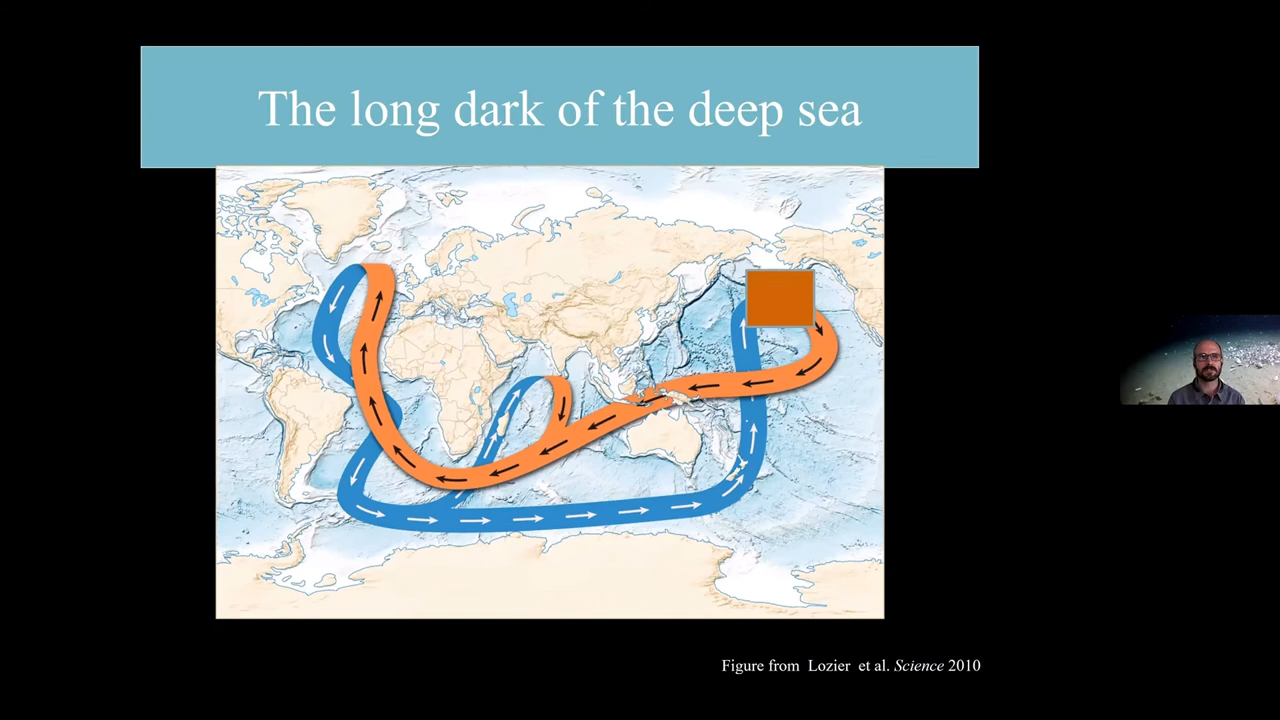 The long dark of the deep sea
Figure from Lozier et al. Science 2010